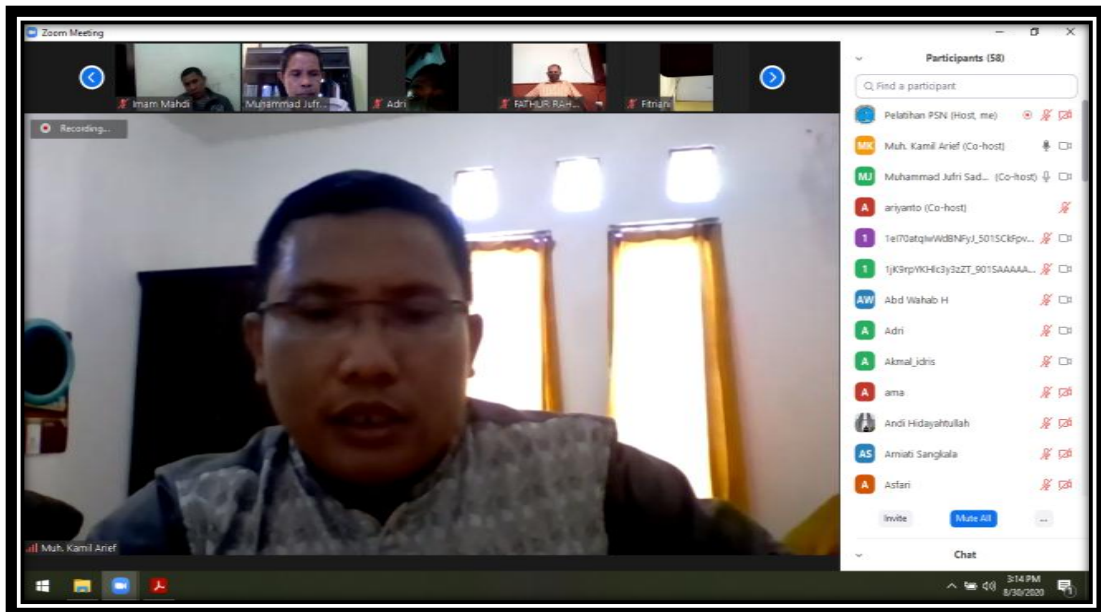 Zoom Meeting
Imam Mahdi
Muhammad Jufr...
Adri
FATHUR RAH...
Fitriani
Recording...
Muh. Kamil Arief
Participants (58)
Find a participant
Pelatihan PSN (Host, me)
MK Muh. Kamil Arief (Co-host)
MJ Muhammad Jufri Sad... (Co-host)
A ariyanto (Co-host)
1
1
AW Abd Wahab H
A Adri
A Akmal_idris
A ama
Andi Hidayahtullah
AS Arniati Sangkala
A Asfari
Invite
Mute All
...
Chat
3:14 PM
8/30/2020
1